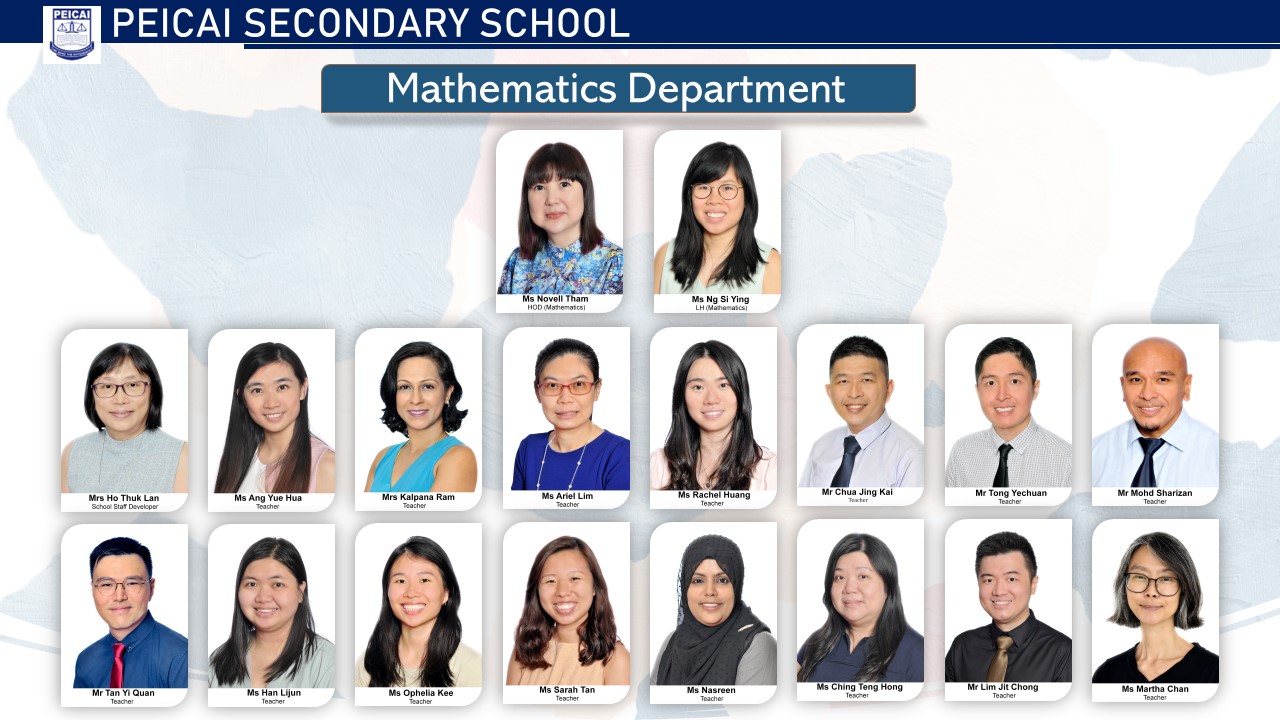 PEICAI
PEICAI SECONDARY SCHOOL
Mathematics Department
Ms Novell Tham
HOD (Mathematics)
Ms Ng Si Ying
LH (Mathematics)
Mrs Ho Thuk Lan
School Staff Developer
Ms Ang Yue Hua
Teacher
Mrs Kalpana Ram
Teacher
Ms Ariel Lim
Teacher
Ms Rachel Huang
Teacher
Mr Chua Jing Kai
Teacher
Mr Tong Yechuan
Teacher
Mr Mohd Sharizan
Teacher
Mr Tan Yi Quan
Teacher
Ms Han Lijun
Teacher
Ms Ophelia Kee
Teacher
Ms Sarah Tan
Teacher
Ms Nasreen
Teacher
Ms Ching Teng Hong
Teacher
Mr Lim Jit Chong
Teacher
Ms Martha Chan
Teacher